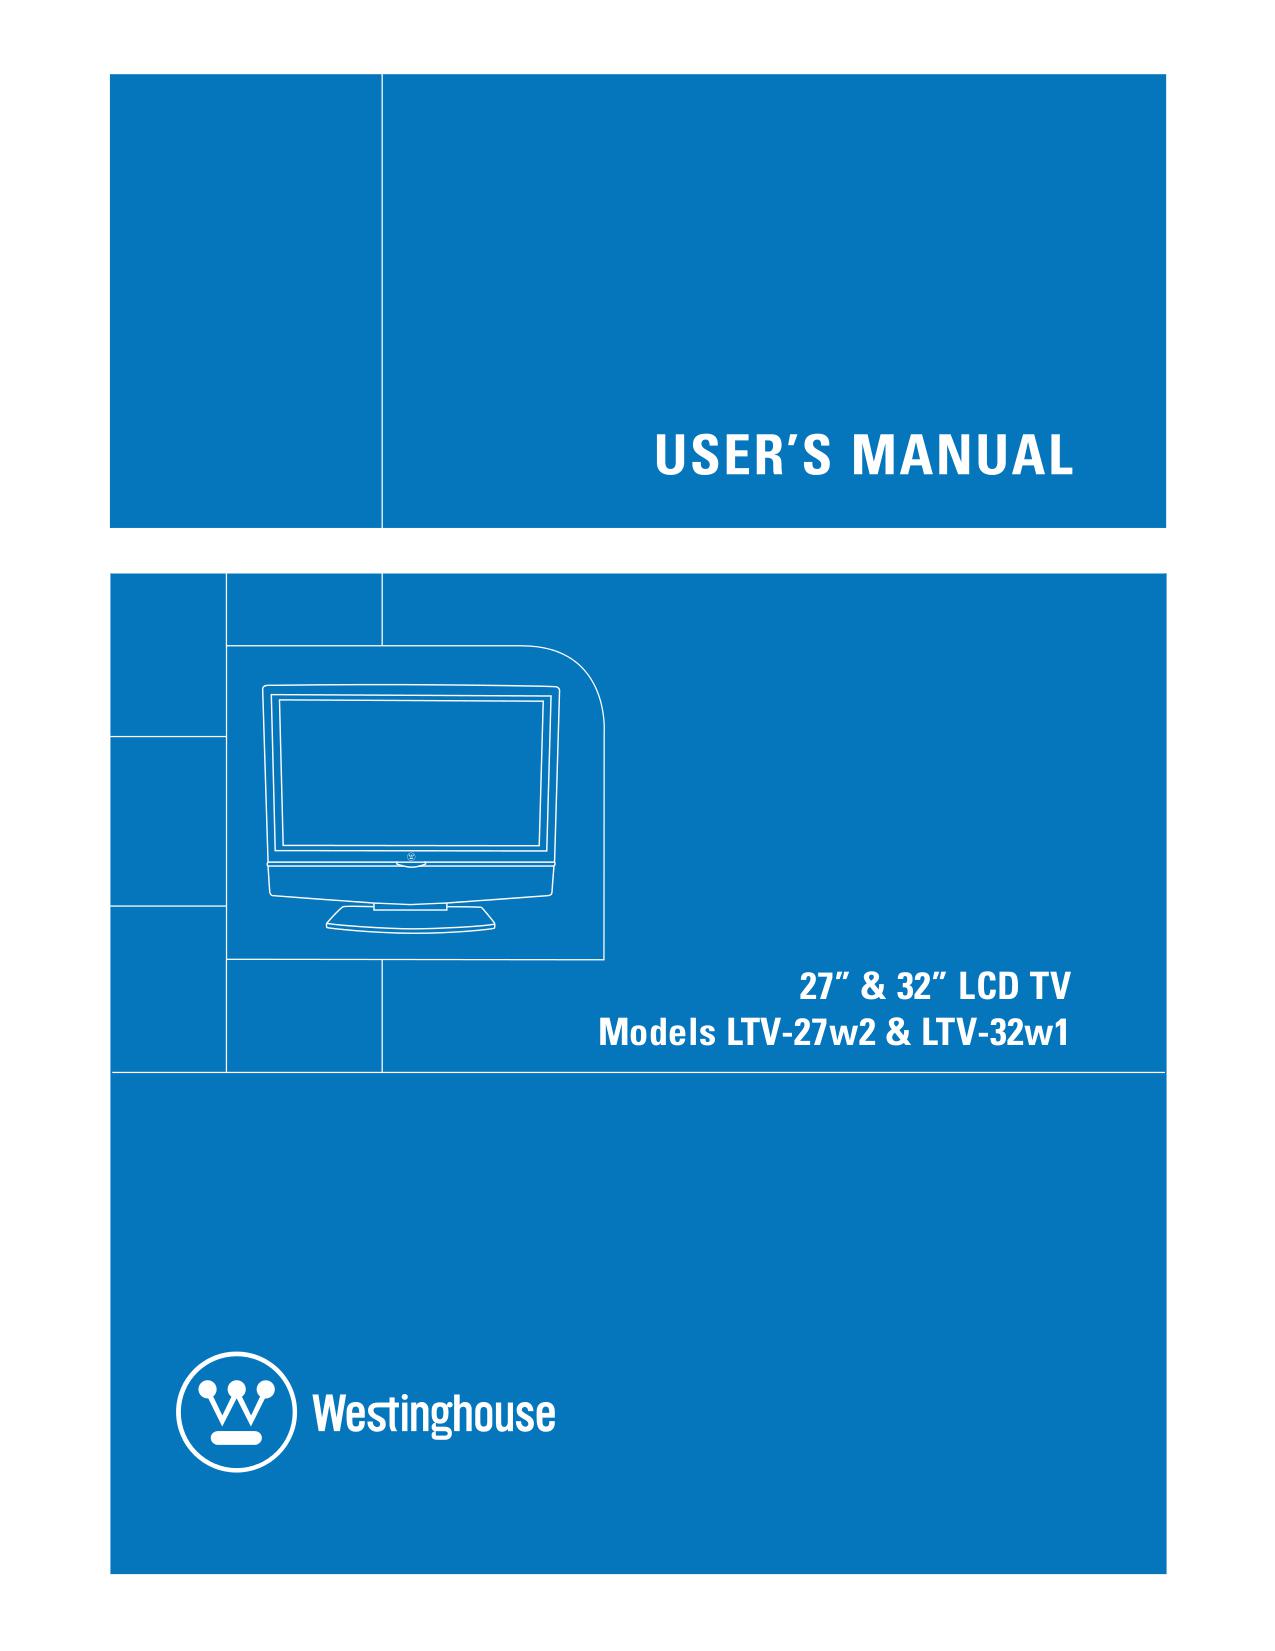 USER’S MANUAL
27” & 32” LCD TV
Models LTV-27w2 & LTV-32w1
Westinghouse